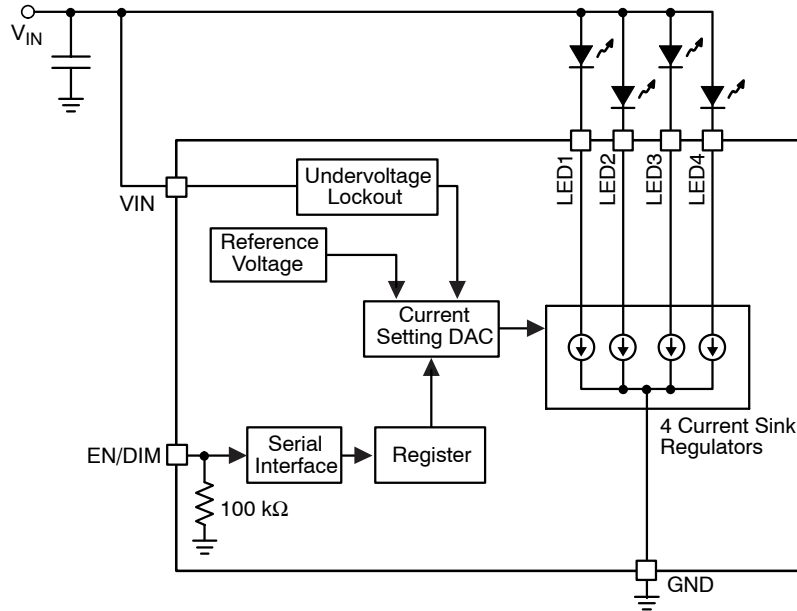 V_IN
LED1
LED2
LED3
LED4
VIN
Undervoltage
Lockout
Reference
Voltage
Current
Setting DAC
4 Current Sink
Regulators
EN/DIM
Serial
Interface
Register
100 kΩ
GND